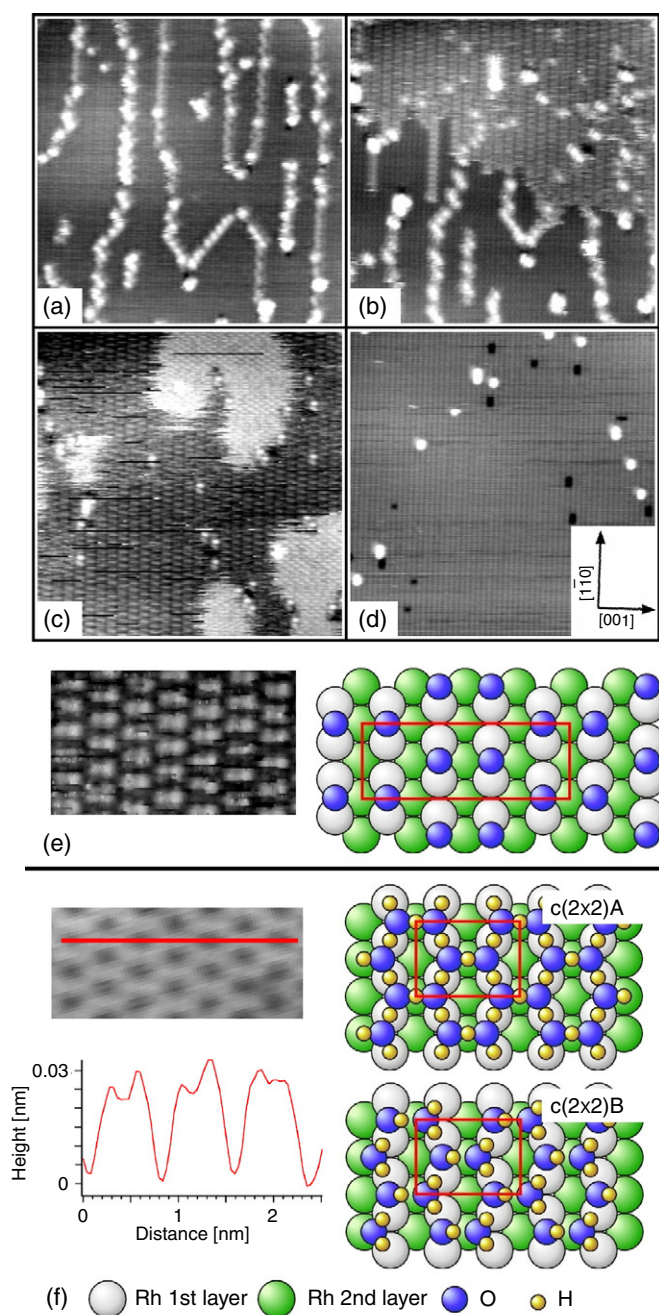 (a)
(b)
(c)
(d)
[1̄10]
[001]
(e)
c(2x2)A
0.03
0
Height [nm]
0 1 2
Distance [nm]
c(2x2)B
(f)
Rh 1st layer Rh 2nd layer O H